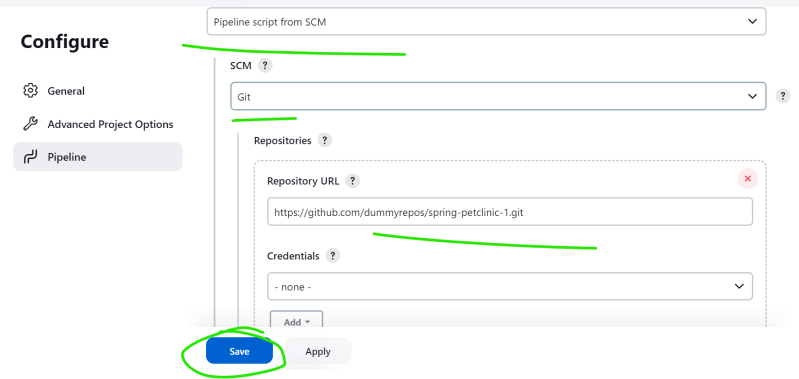 Pipeline script from SCM
Configure
SCM ?
General
Git ?
Advanced Project Options
Repositories ?
Pipeline
Repository URL ?
https://github.com/dummyrepos/spring-petclinic-1.git
Credentials ?
- none -
Add
Save Apply